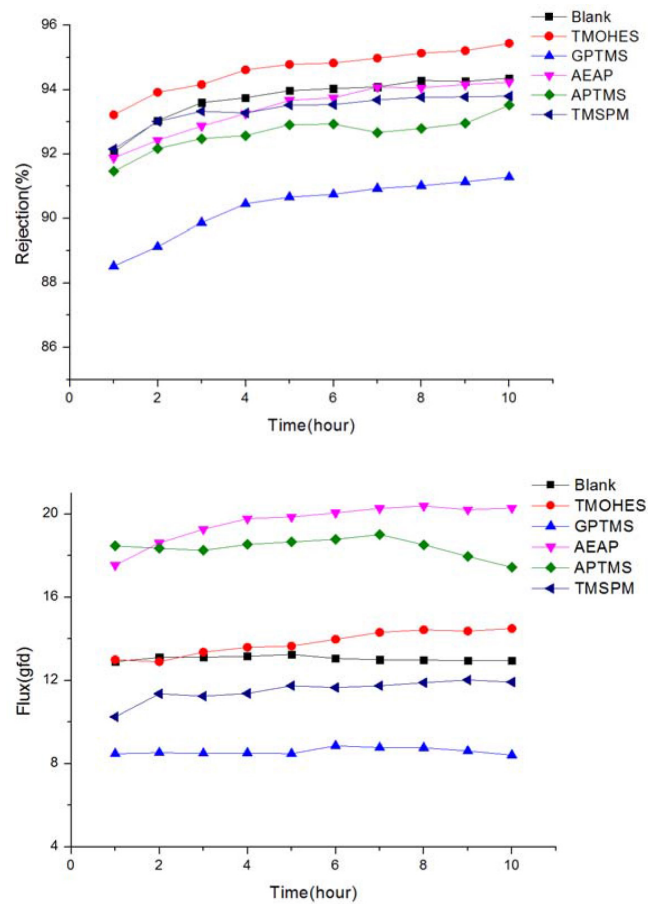 96
94
92
90
88
86
Rejection(%)
0 2 4 6 8 10
Time(hour)
Blank
TMOHES
GPTMS
AEAP
APTMS
TMSPM
20
16
12
8
4
Flux(gfd)
0 2 4 6 8 10
Time(hour)
Blank
TMOHES
GPTMS
AEAP
APTMS
TMSPM